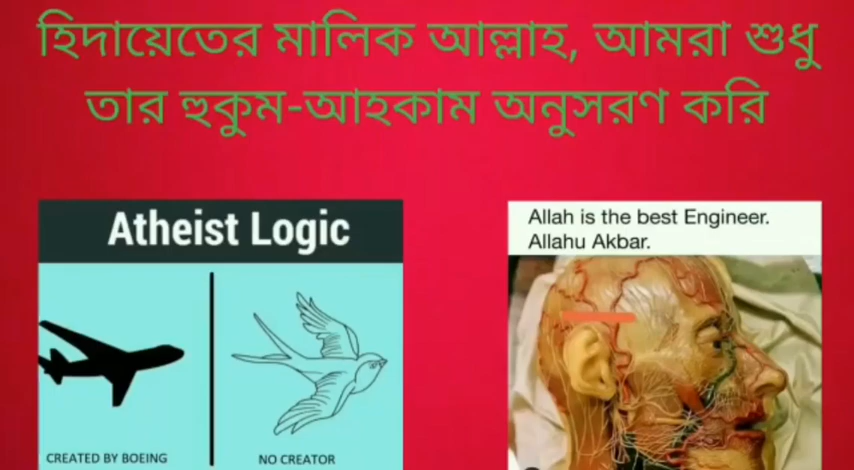 হিদায়েতের মালিক আল্লাহ, আমরা শুধু
তার হুকুম-আহকাম অনুসরণ করি
Atheist Logic
CREATED BY BOEING
NO CREATOR
Allah is the best Engineer.
Allahu Akbar.